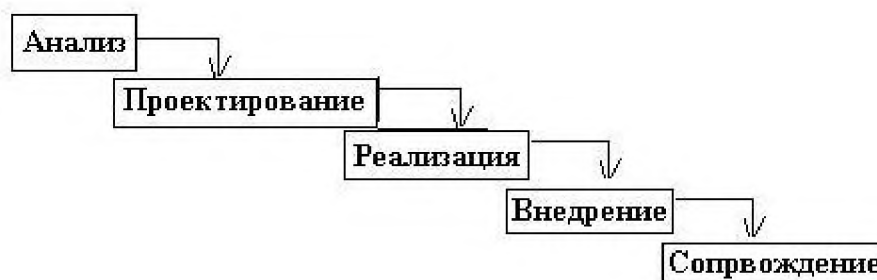 Анализ
Проектирование
Реализация
Внедрение
Сопрвождение